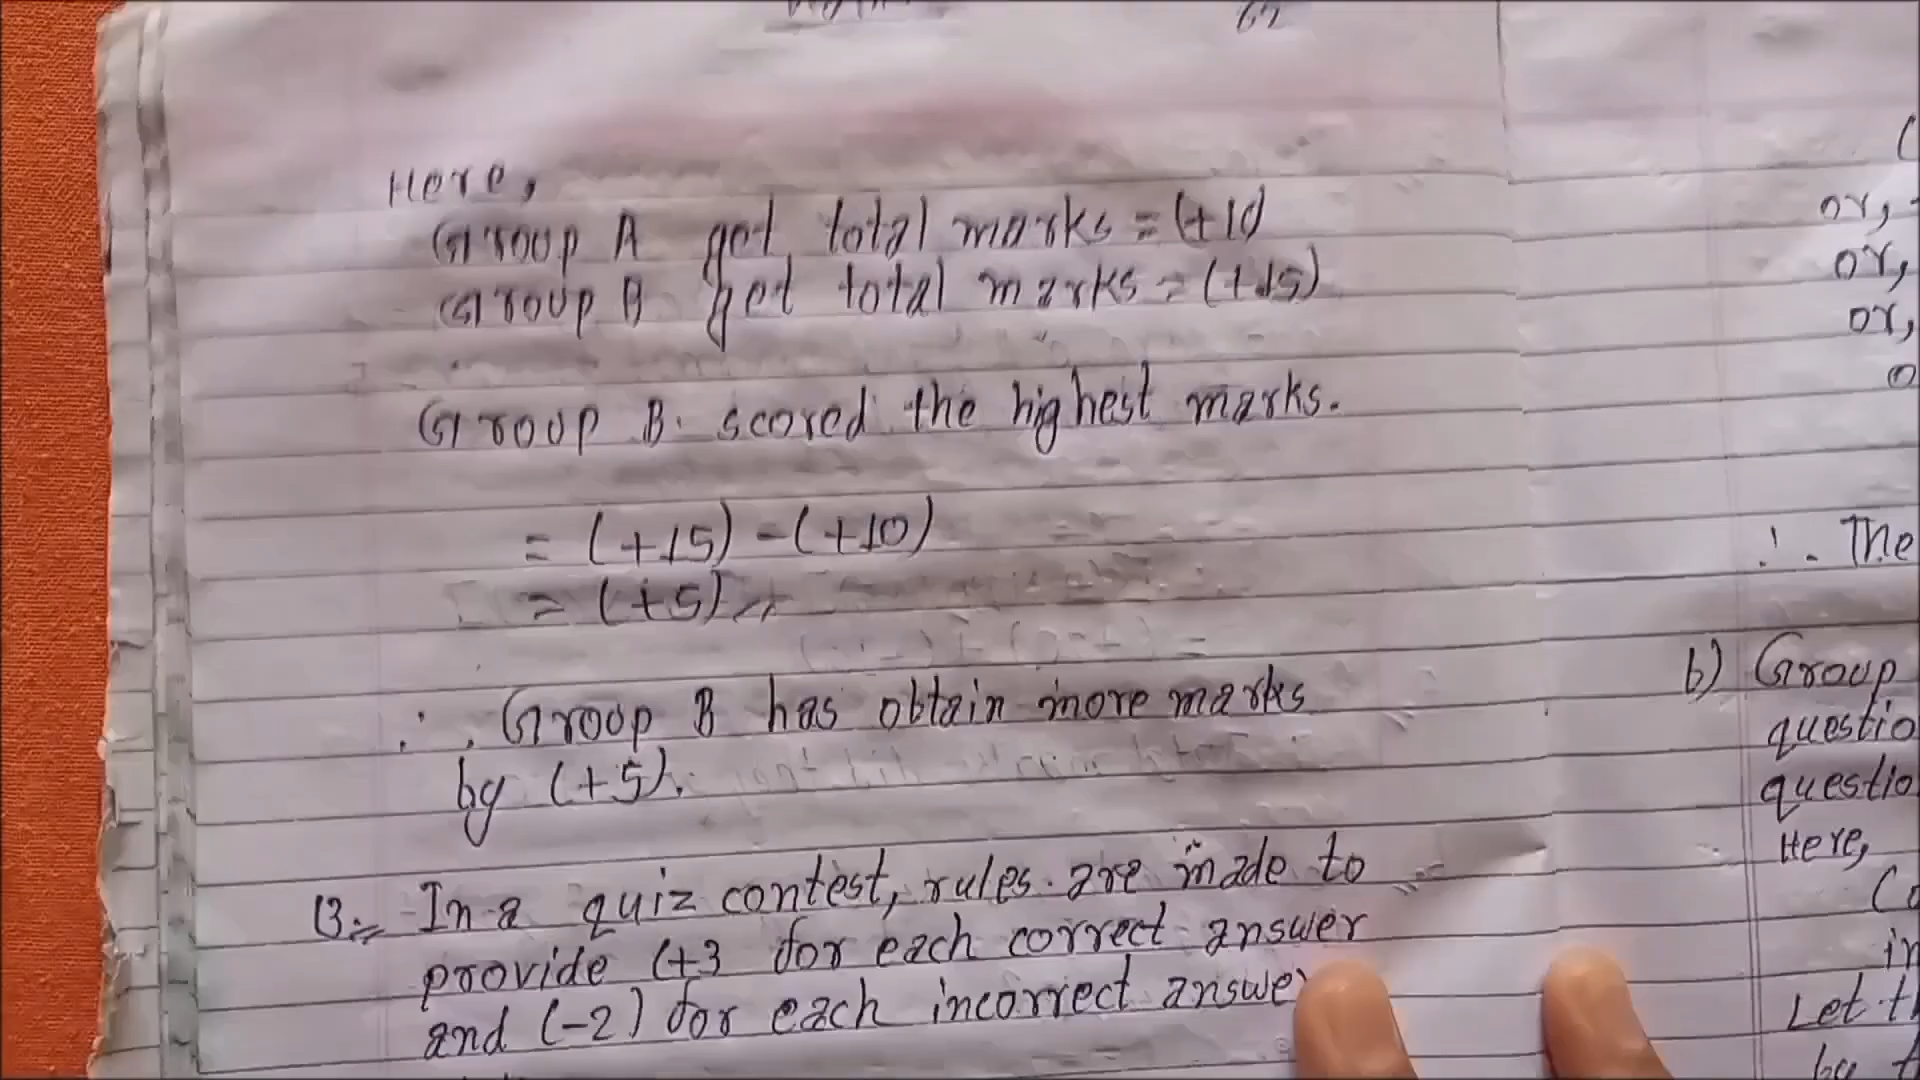 Here,
Group A get total marks = (+10
Group B get total marks = (+15)
Group B. scored the highest marks.
= (+15) - (+10)
= (+5)
∴ Group B has obtain more marks
by (+5).
13:= In a quiz contest, rules are made to
provide (+3 for each correct answer
and (-2) for each incorrect answer
or,
or,
or,
∴ The
b) Group
questio
questio
Here,
Let